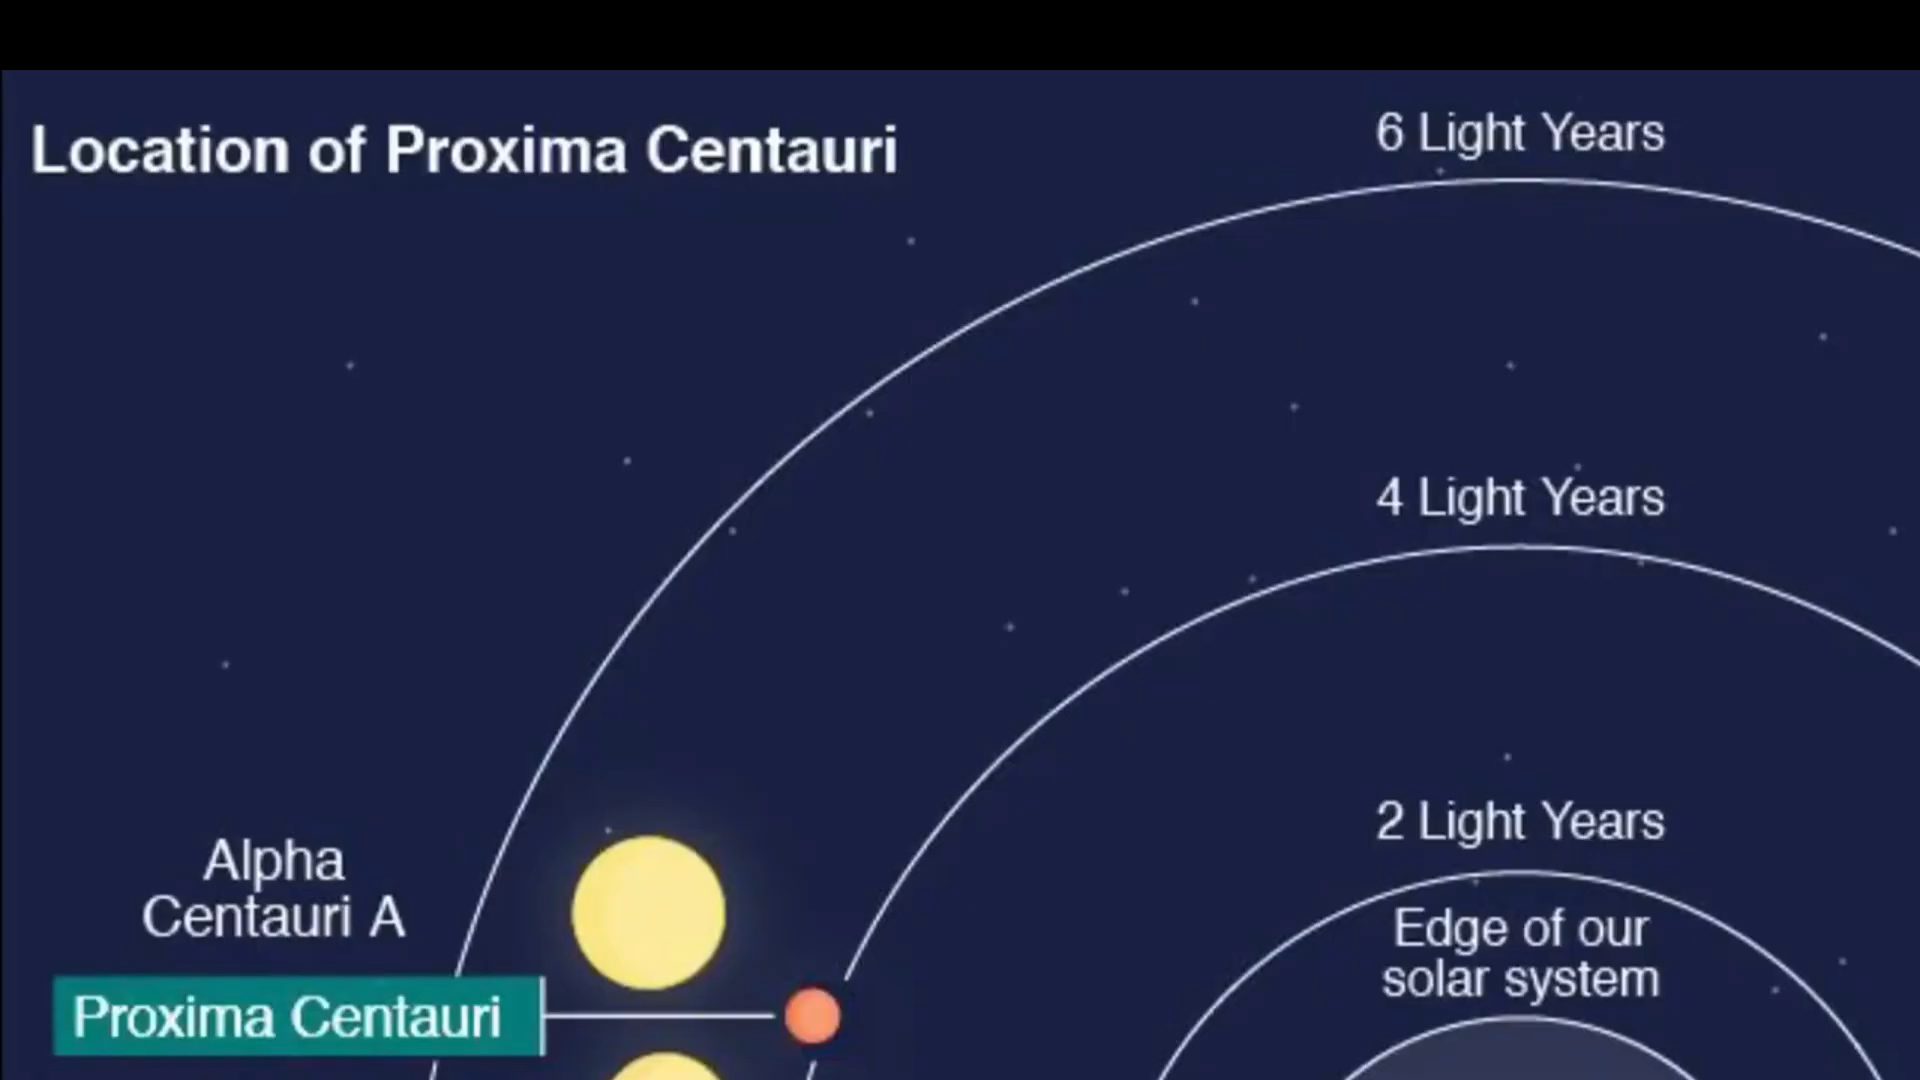 Location of Proxima Centauri
6 Light Years
4 Light Years
2 Light Years
Edge of our
solar system
Alpha
Centauri A
Proxima Centauri